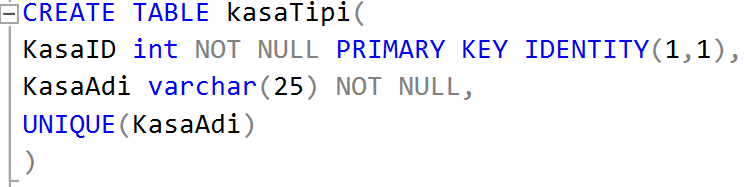 CREATE TABLE kasaTipi(
KasaID int NOT NULL PRIMARY KEY IDENTITY(1,1),
KasaAdi varchar(25) NOT NULL,
UNIQUE(KasaAdi)
)